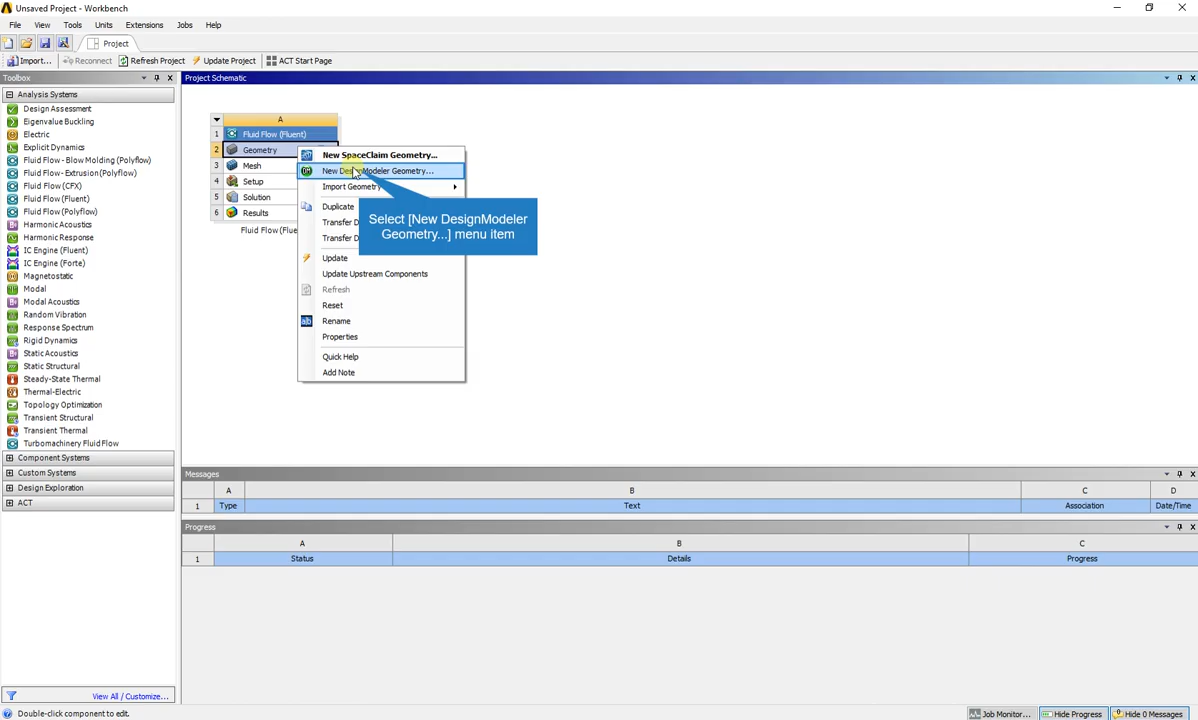 Unsaved Project - Workbench
File View Tools Units Extensions Jobs Help
Project
Import... Reconnect Refresh Project Update Project ACT Start Page
Toolbox
Project Schematic
Analysis Systems
Design Assessment
Eigenvalue Buckling
Electric
Explicit Dynamics
Fluid Flow - Blow Molding (Polyflow)
Fluid Flow - Extrusion (Polyflow)
Fluid Flow (CFX)
Fluid Flow (Fluent)
Fluid Flow (Polyflow)
Harmonic Acoustics
Harmonic Response
IC Engine (Fluent)
IC Engine (Forte)
Magnetostatic
Modal
Modal Acoustics
Random Vibration
Response Spectrum
Rigid Dynamics
Static Acoustics
Static Structural
Steady-State Thermal
Thermal-Electric
Topology Optimization
Transient Structural
Transient Thermal
Turbomachinery Fluid Flow
Component Systems
Custom Systems
Design Exploration
ACT
View All / Customize...
A
1 Fluid Flow (Fluent)
2 Geometry
3 Mesh
4 Setup
5 Solution
6 Results
Fluid Flow (Flue
New SpaceClaim Geometry...
New DesignModeler Geometry...
Import Geometry
Duplicate
Transfer D
Transfer D
Update
Update Upstream Components
Refresh
Reset
Rename
Properties
Quick Help
Add Note
Select [New DesignModeler
Geometry...] menu item
Messages
A B C D
1 Type Text Association Date/Time
Progress
A B C
1 Status Details Progress
Double-click component to edit.
Job Monitor... Hide Progress Hide 0 Messages